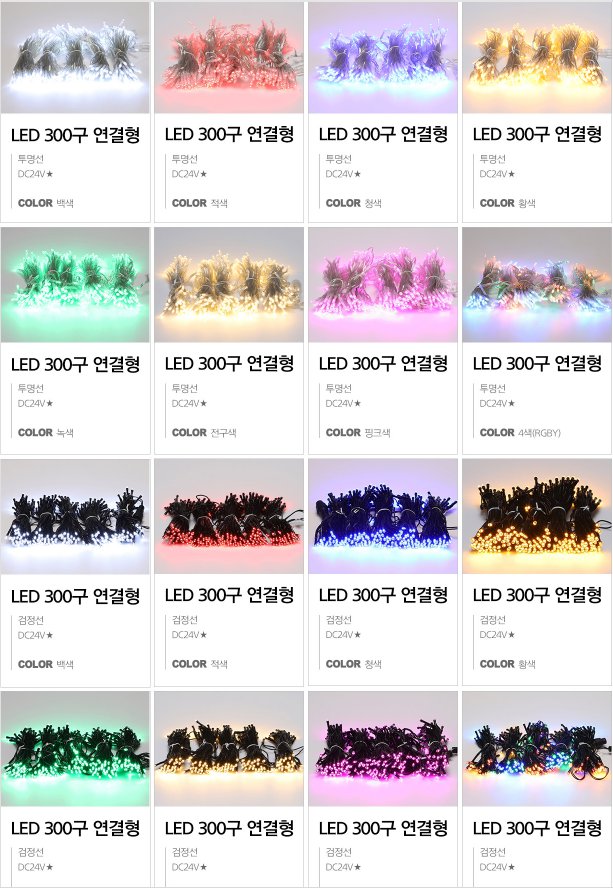 LED 300구 연결형
투명선
DC24V★
COLOR 백색
LED 300구 연결형
투명선
DC24V★
COLOR 적색
LED 300구 연결형
투명선
DC24V★
COLOR 청색
LED 300구 연결형
투명선
DC24V★
COLOR 황색
LED 300구 연결형
투명선
DC24V★
COLOR 녹색
LED 300구 연결형
투명선
DC24V★
COLOR 전구색
LED 300구 연결형
투명선
DC24V★
COLOR 핑크색
LED 300구 연결형
투명선
DC24V★
COLOR 4색(RGBY)
LED 300구 연결형
검정선
DC24V★
COLOR 백색
LED 300구 연결형
검정선
DC24V★
COLOR 적색
LED 300구 연결형
검정선
DC24V★
COLOR 청색
LED 300구 연결형
검정선
DC24V★
COLOR 황색
LED 300구 연결형
검정선
DC24V★
LED 300구 연결형
검정선
DC24V★
LED 300구 연결형
검정선
DC24V★
LED 300구 연결형
검정선
DC24V★